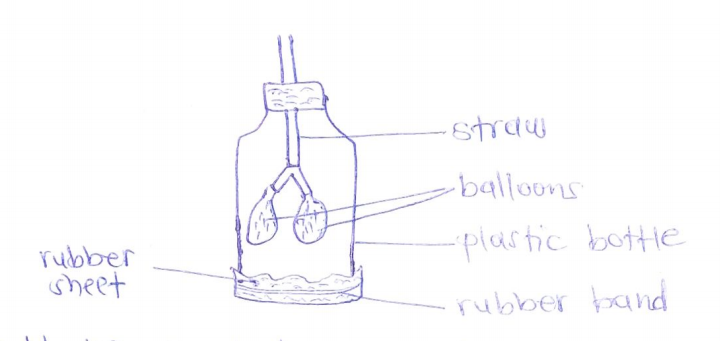 straw
balloons
plastic bottle
rubber
sheet
rubber band